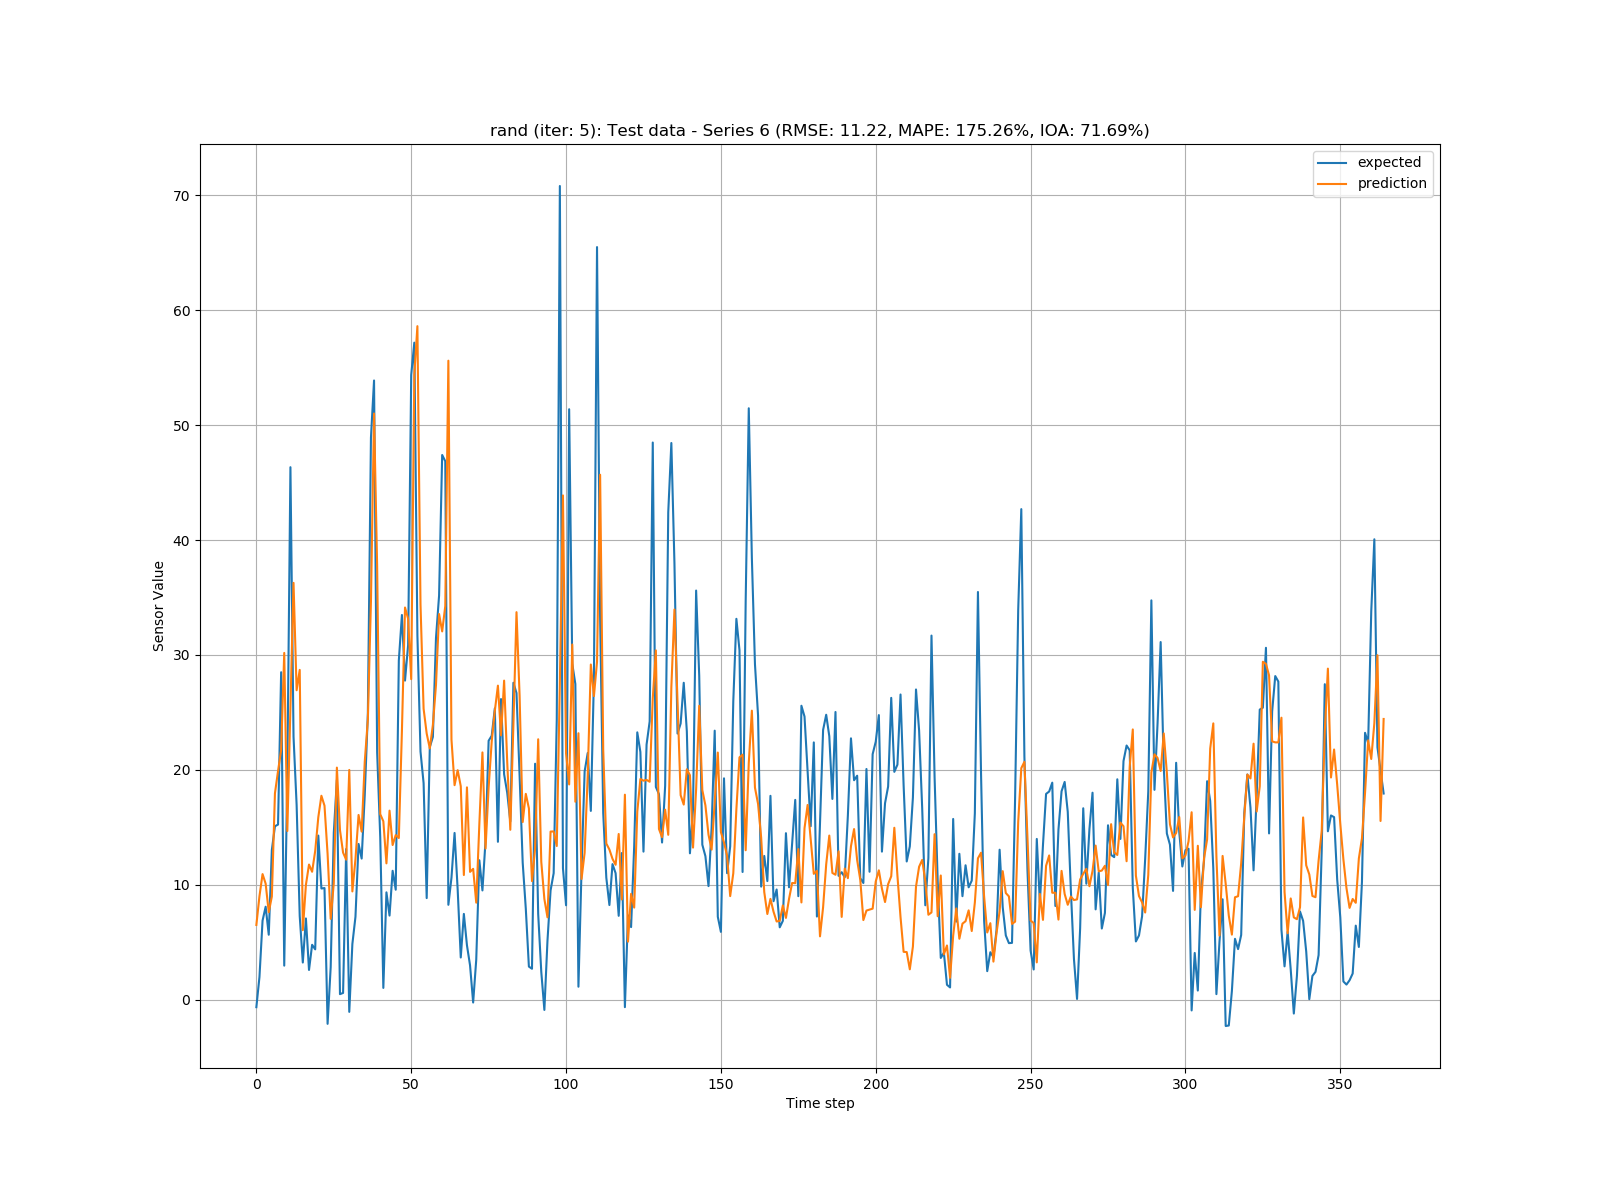 rand (iter: 5): Test data - Series 6 (RMSE: 11.22, MAPE: 175.26%, IOA: 71.69%)
expected
prediction
70
60
50
40
30
20
10
0
Sensor Value
0 50 100 150 200 250 300 350
Time step